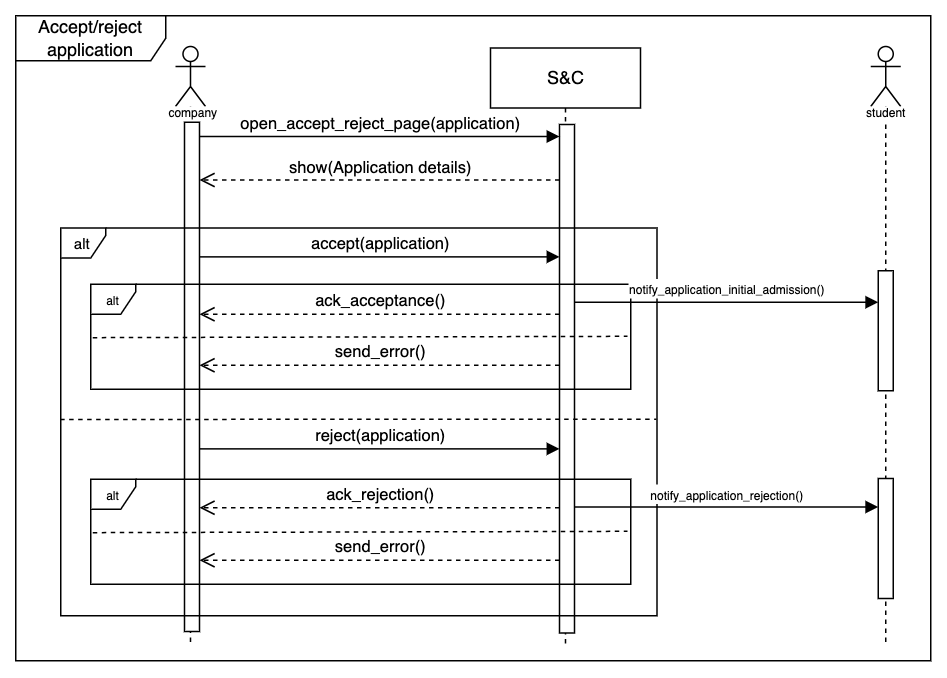 Accept/reject
application
company
S&C
student
open_accept_reject_page(application)
show(Application details)
alt
accept(application)
alt
ack_acceptance()
notify_application_initial_admission()
send_error()
reject(application)
alt
ack_rejection()
notify_application_rejection()
send_error()